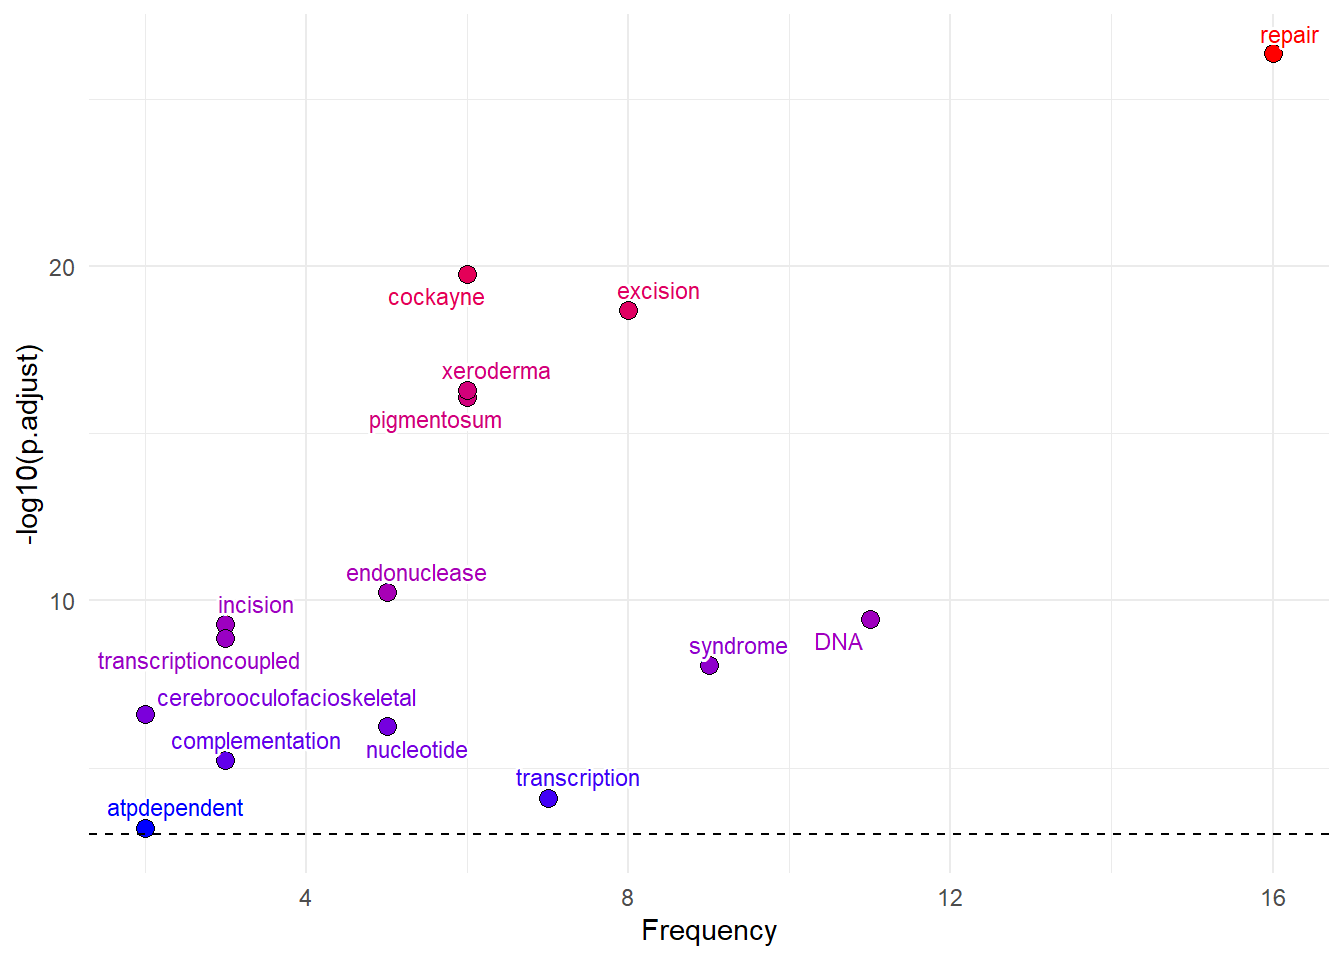 repair
20
cockayne
excision
xeroderma
pigmentosum
-log10(p.adjust)
endonuclease
10
incision
DNA
syndrome
transcriptioncoupled
cerebrooculofacioskeletal
complementation
nucleotide
transcription
atpdependent
4 8 12 16
Frequency